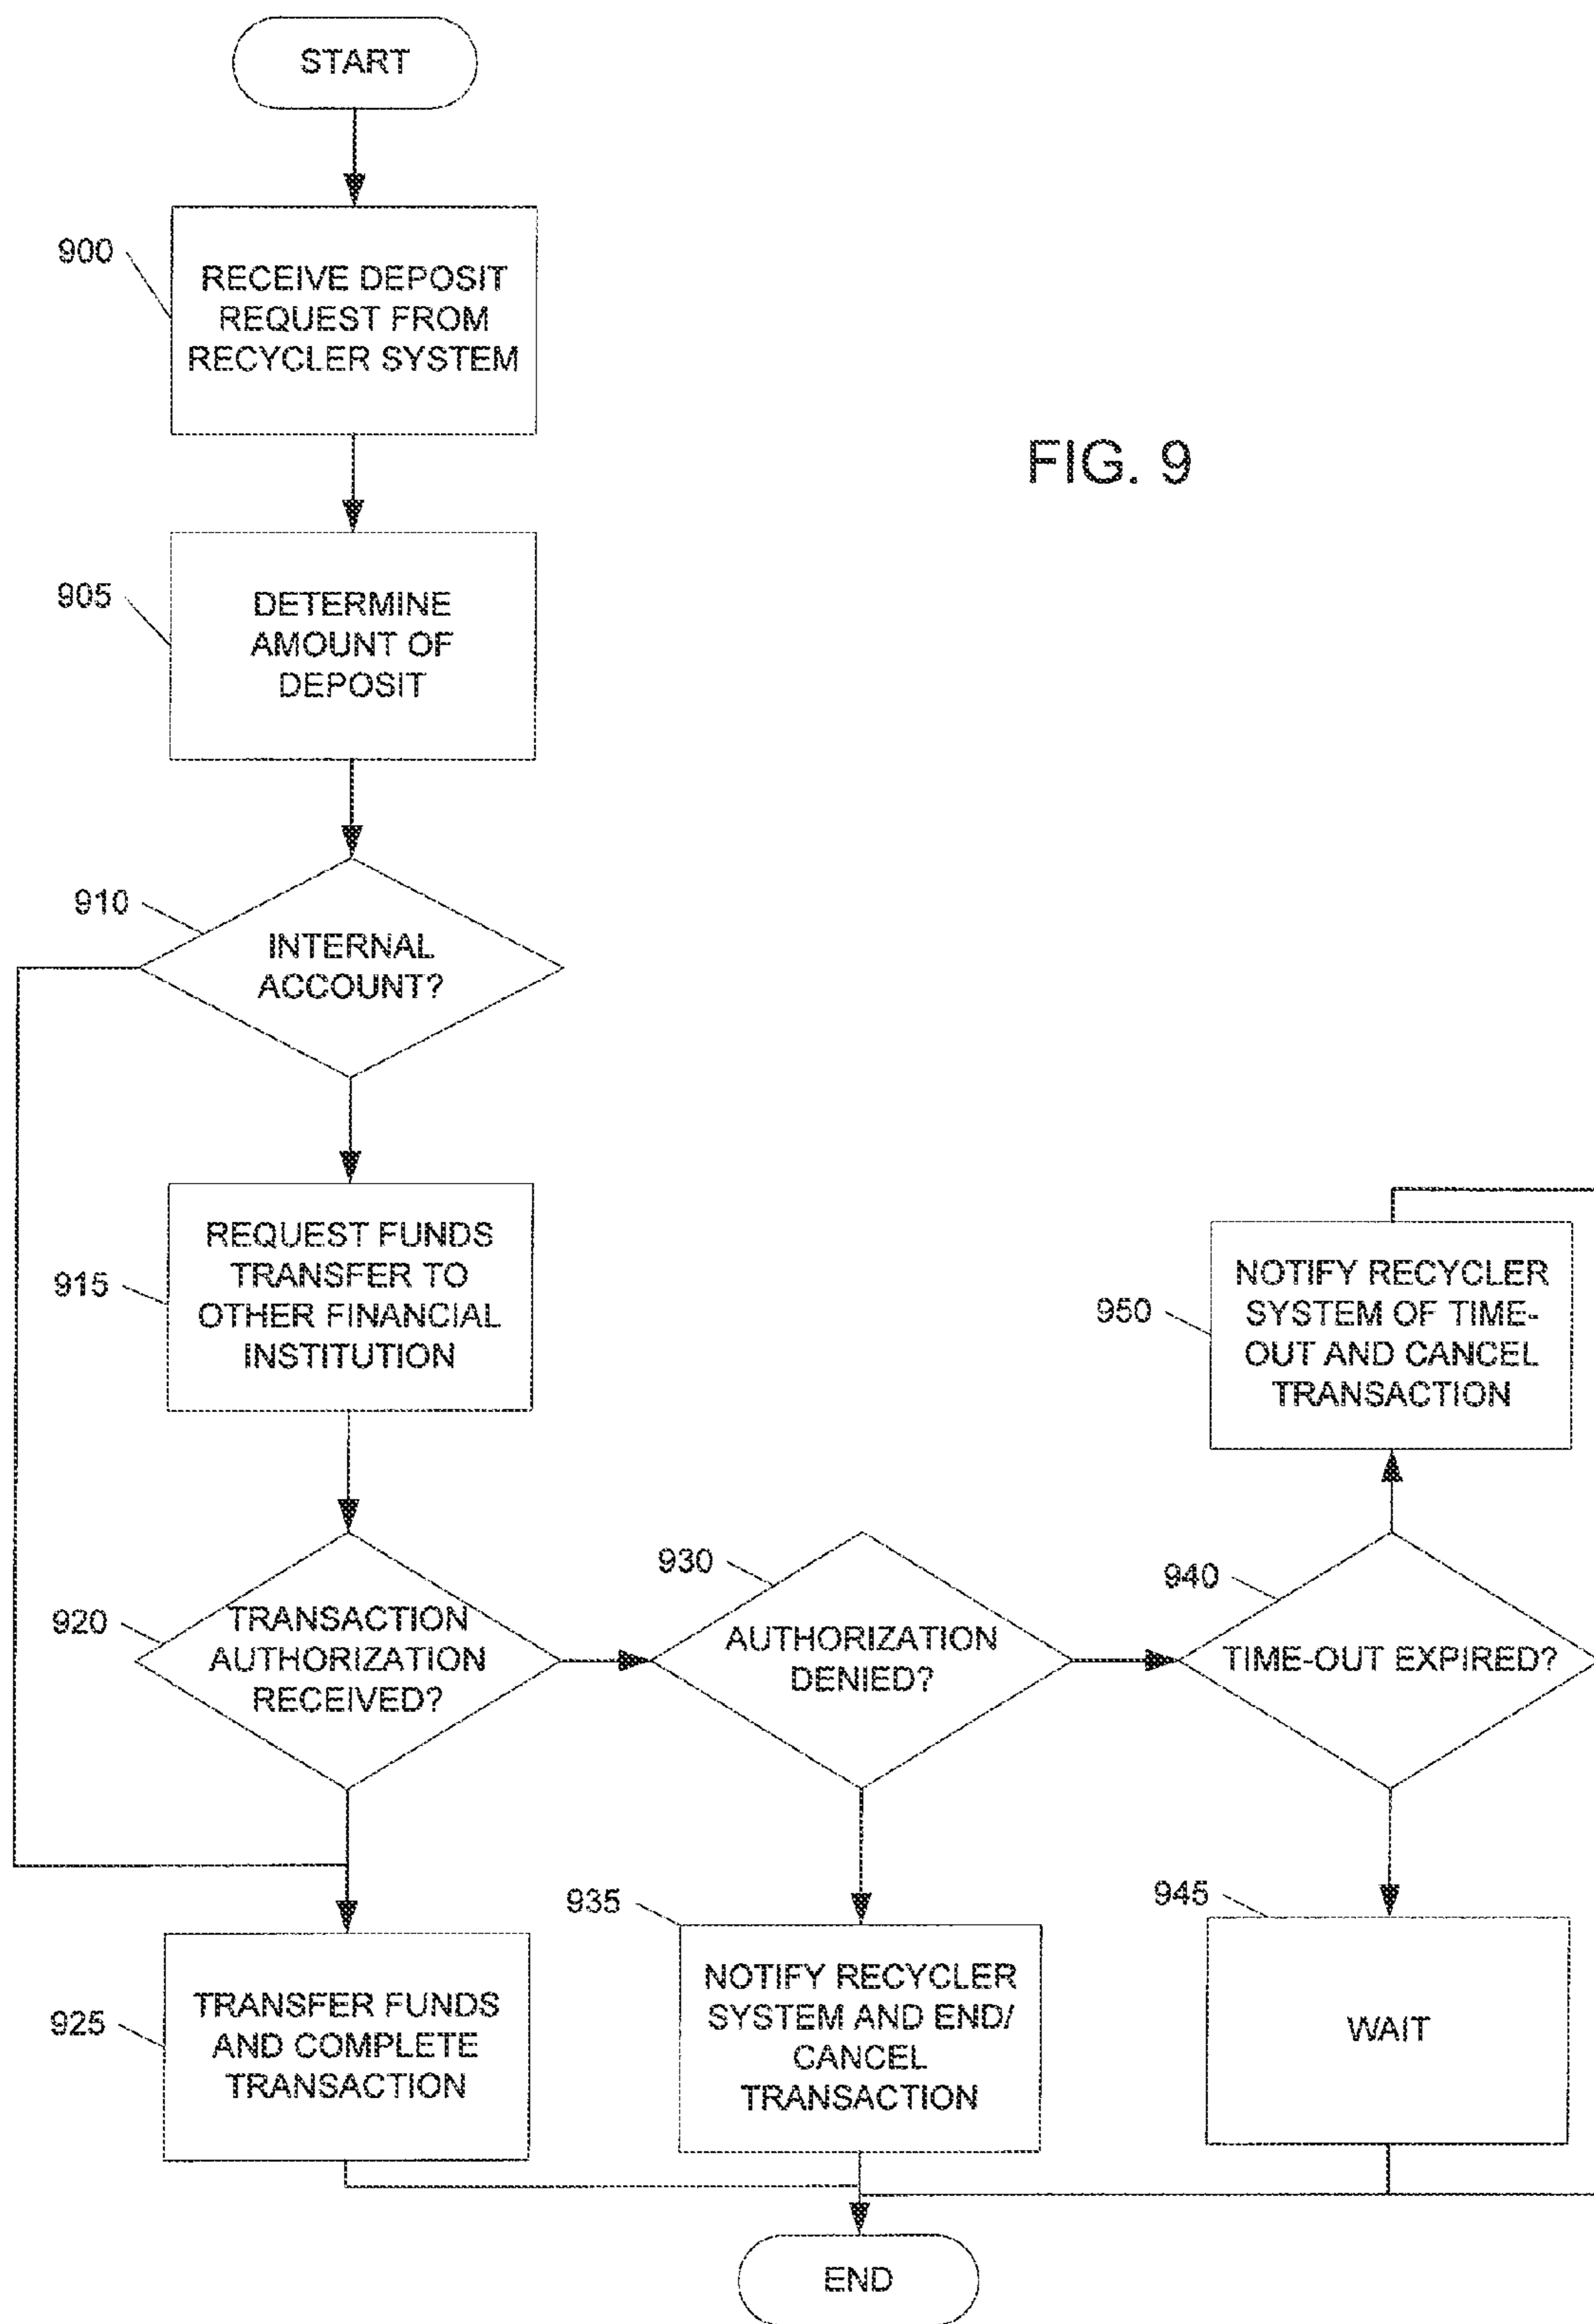 START
900
RECEIVE DEPOSIT
REQUEST FROM
RECYCLER SYSTEM
FIG. 9
905
DETERMINE
AMOUNT OF
DEPOSIT
910
INTERNAL
ACCOUNT?
915
REQUEST FUNDS
TRANSFER TO
OTHER FINANCIAL
INSTITUTION
950
NOTIFY RECYCLER
SYSTEM OF TIME-
OUT AND CANCEL
TRANSACTION
920
TRANSACTION
AUTHORIZATION
RECEIVED?
930
AUTHORIZATION
DENIED?
940
TIME-OUT EXPIRED?
925
TRANSFER FUNDS
AND COMPLETE
TRANSACTION
935
NOTIFY RECYCLER
SYSTEM AND END/
CANCEL
TRANSACTION
945
WAIT
END